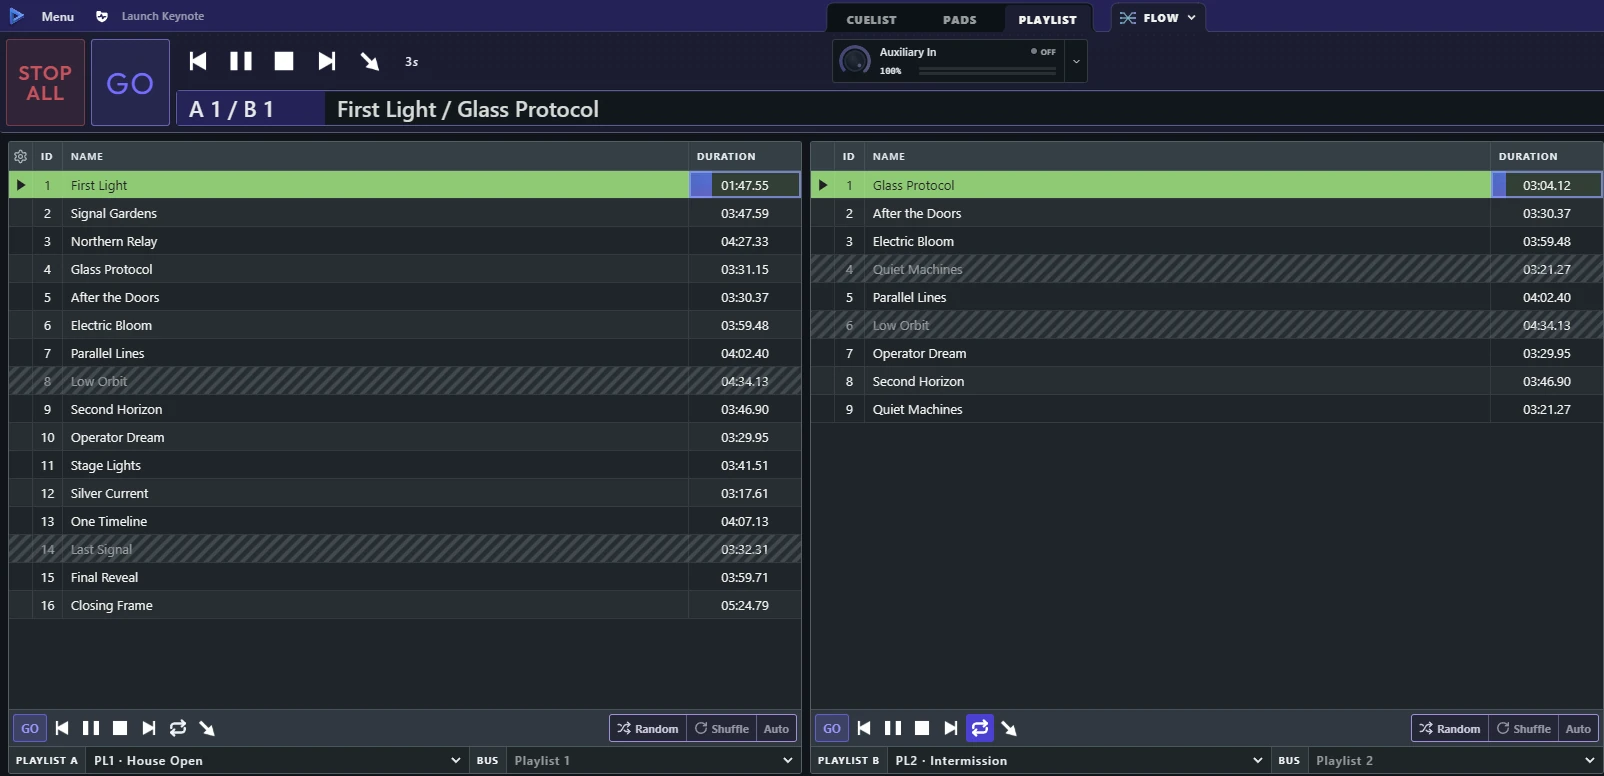 Menu Launch Keynote CUELIST PADS PLAYLIST FLOW
STOP ALL
GO
3s
Auxiliary In OFF
100%
A 1 / B 1 First Light / Glass Protocol
ID NAME DURATION
1 First Light 01:47.55
2 Signal Gardens 03:47.59
3 Northern Relay 04:27.33
4 Glass Protocol 03:31.15
5 After the Doors 03:30.37
6 Electric Bloom 03:59.48
7 Parallel Lines 04:02.40
8 Low Orbit 04:34.13
9 Second Horizon 03:46.90
10 Operator Dream 03:29.95
11 Stage Lights 03:41.51
12 Silver Current 03:17.61
13 One Timeline 04:07.13
14 Last Signal 03:32.31
15 Final Reveal 03:59.71
16 Closing Frame 05:24.79
GO Random Shuffle Auto
PLAYLIST A PL1 · House Open BUS Playlist 1
ID NAME DURATION
1 Glass Protocol 03:04.12
2 After the Doors 03:30.37
3 Electric Bloom 03:59.48
4 Quiet Machines 03:21.27
5 Parallel Lines 04:02.40
6 Low Orbit 04:34.13
7 Operator Dream 03:29.95
8 Second Horizon 03:46.90
9 Quiet Machines 03:21.27
GO Random Shuffle Auto
PLAYLIST B PL2 · Intermission BUS Playlist 2